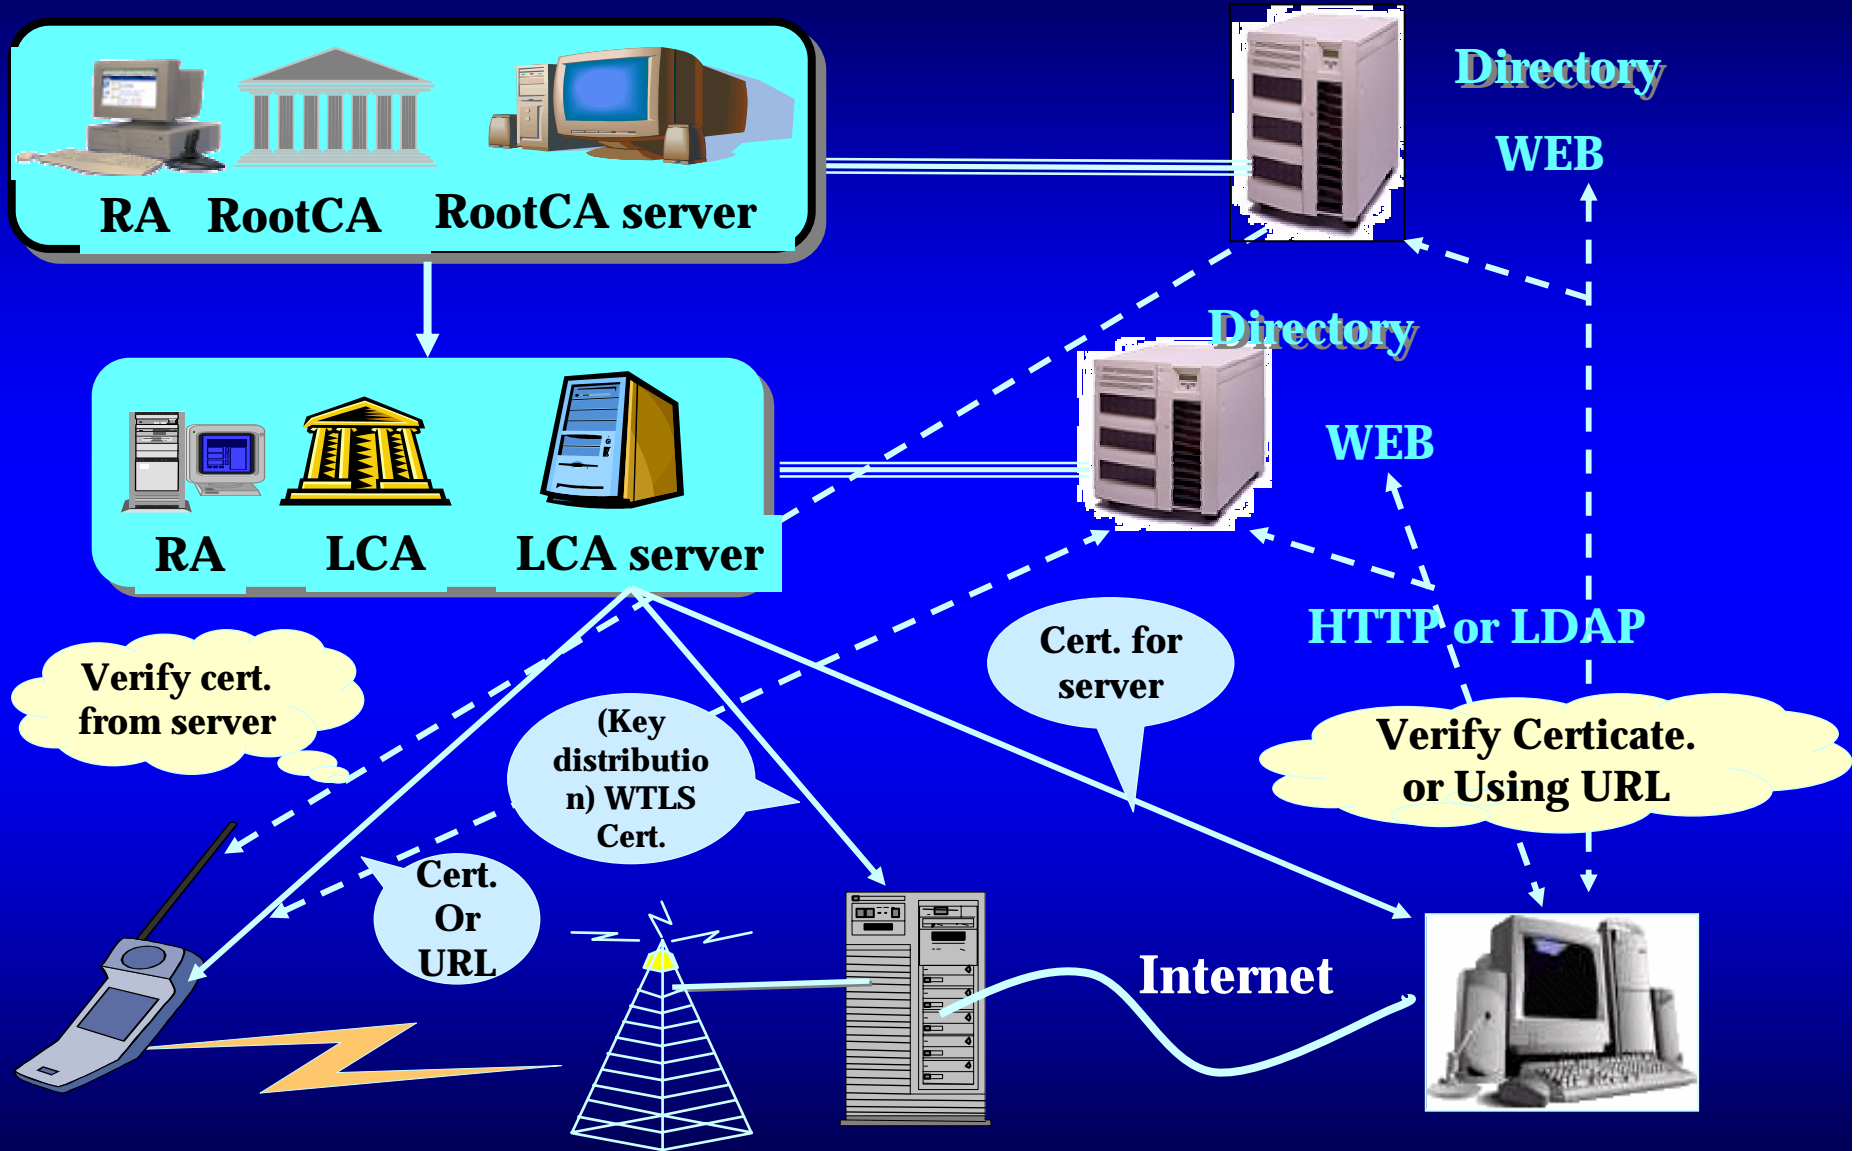 Directory
WEB
RA RootCA RootCA server
Directory
WEB
RA LCA LCA server
HTTP or LDAP
Verify cert.
from server
Cert. for
server
(Key
distributio
n) WTLS
Cert.
Verify Certicate.
or Using URL
Cert.
Or
URL
Internet